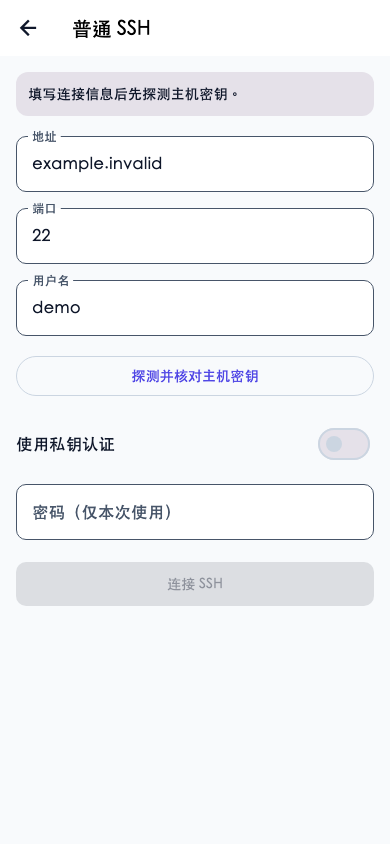 普通 SSH
填写连接信息后先探测主机密钥。
地址
example.invalid
端口
22
用户名
demo
探测并核对主机密钥
使用私钥认证
密码（仅本次使用）
连接 SSH